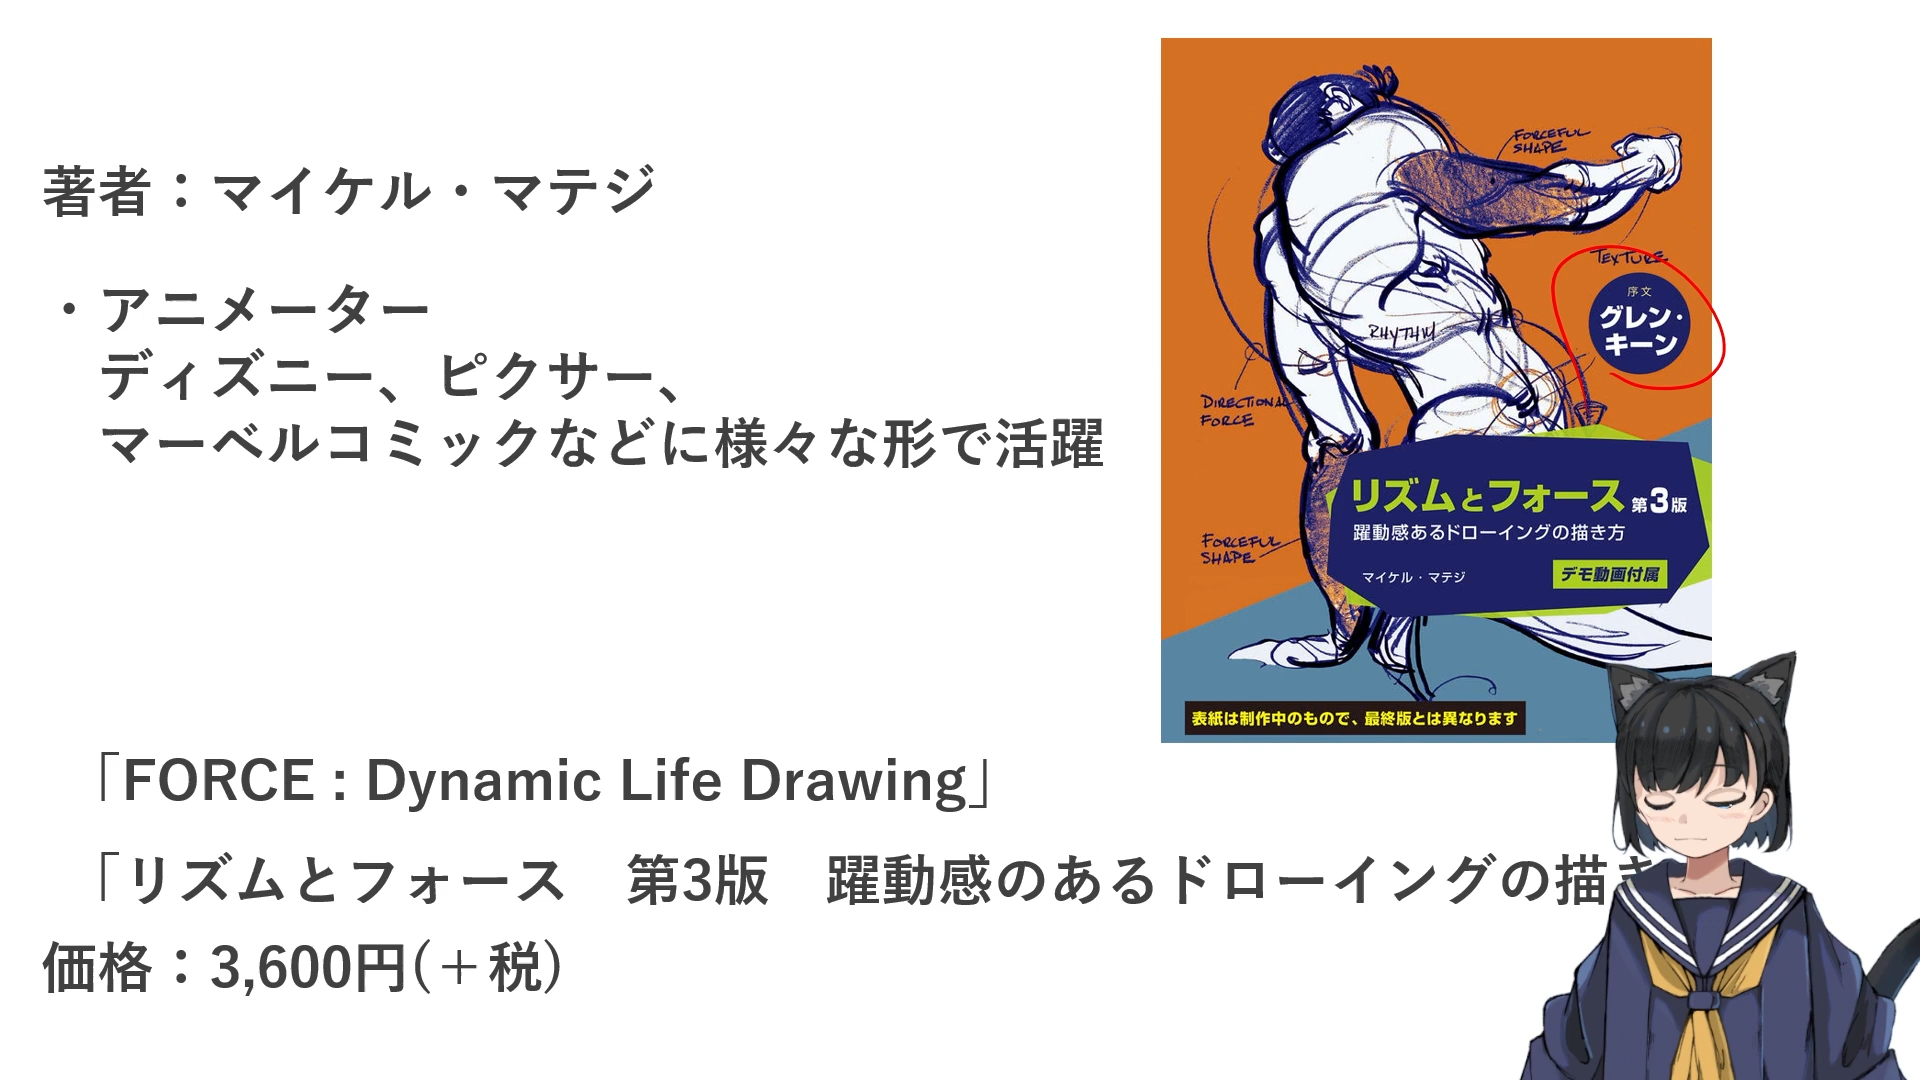 著者：マイケル・マテジ
・アニメーター
ディズニー、ピクサー、
マーベルコミックなどに様々な形で活躍
「FORCE : Dynamic Life Drawing」
「リズムとフォース　第3版　躍動感のあるドローイングの描き
価格：3,600円(＋税)
FORCEFUL
SHAPE
TEXTURE
序文
グレン・
キーン
RHYTHM
DIRECTIONAL
FORCE
リズムとフォース 第3版
躍動感あるドローイングの描き方
マイケル・マテジ
デモ動画付属
FORCEFUL
SHAPE
表紙は制作中のもので、最終版とは異なります